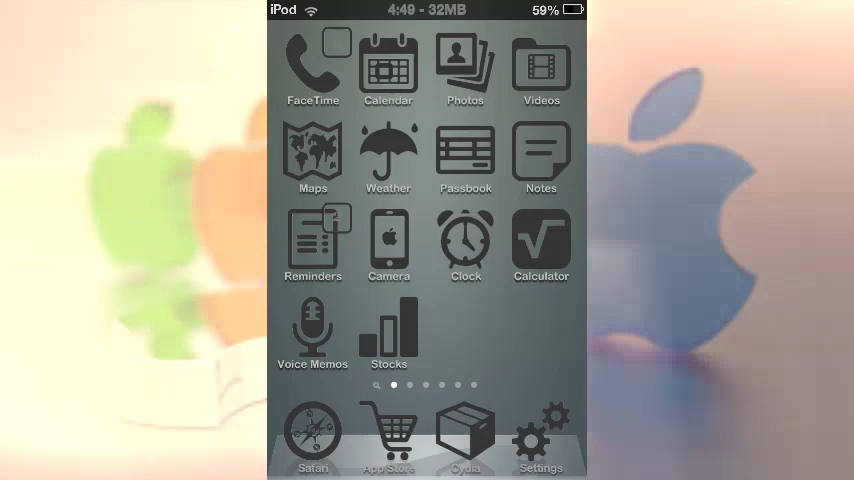 iPod 4:49 - 32MB 59%
FaceTime Calendar Photos Videos
Maps Weather Passbook Notes
Reminders Camera Clock Calculator
Voice Memos Stocks
Safari App Store Cydia Settings